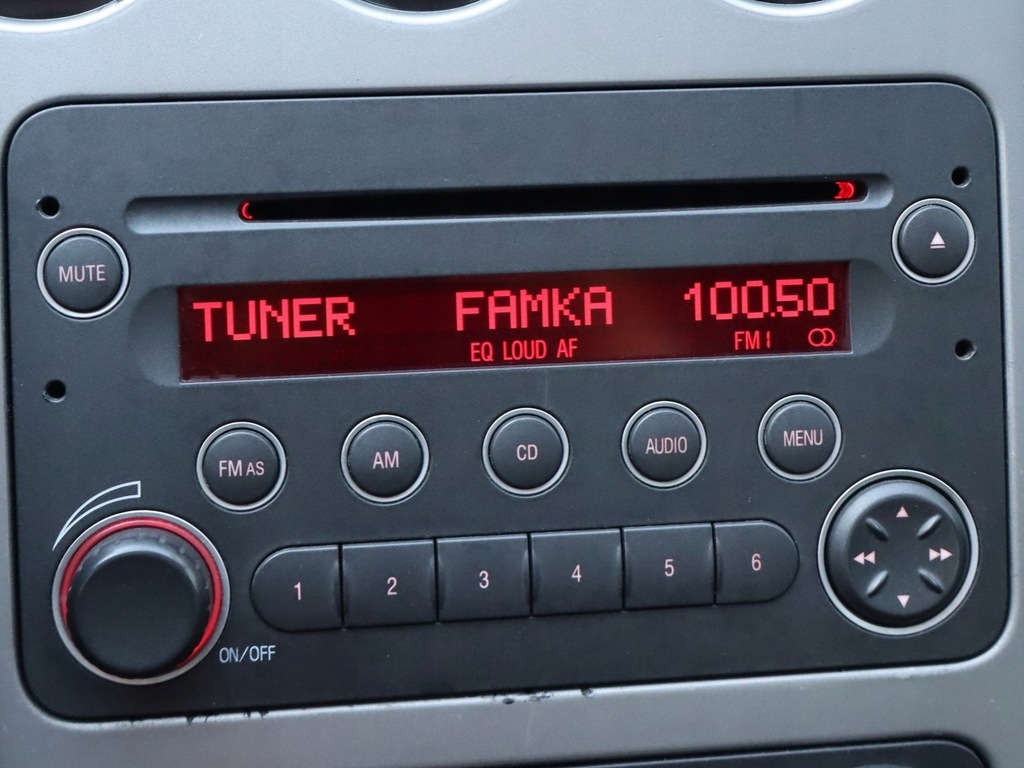 MUTE
TUNER FAMKA 100.50
EQ LOUD AF FM1
FM AS AM CD AUDIO MENU
1 2 3 4 5 6
ON/OFF